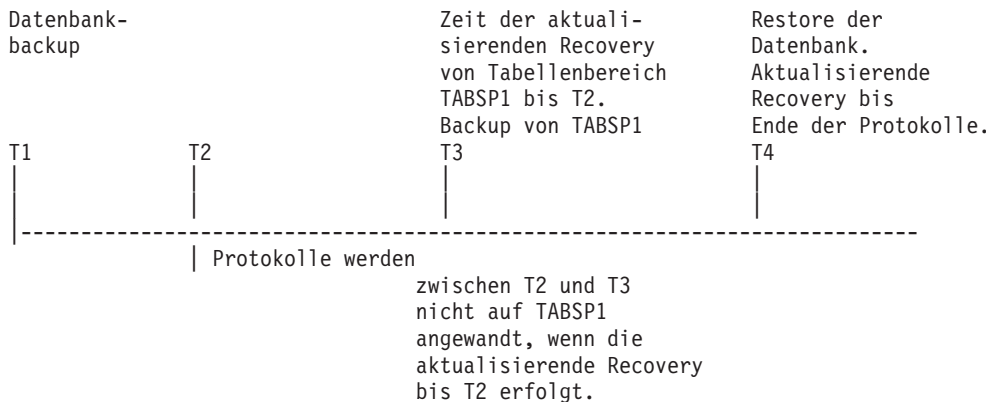 Datenbank-
backup
Zeit der aktuali-
sierenden Recovery
von Tabellenbereich
TABSP1 bis T2.
Backup von TABSP1
Restore der
Datenbank.
Aktualisierende
Recovery bis
Ende der Protokolle.
T1 T2 T3 T4
Protokolle werden
zwischen T2 und T3
nicht auf TABSP1
angewandt, wenn die
aktualisierende Recovery
bis T2 erfolgt.